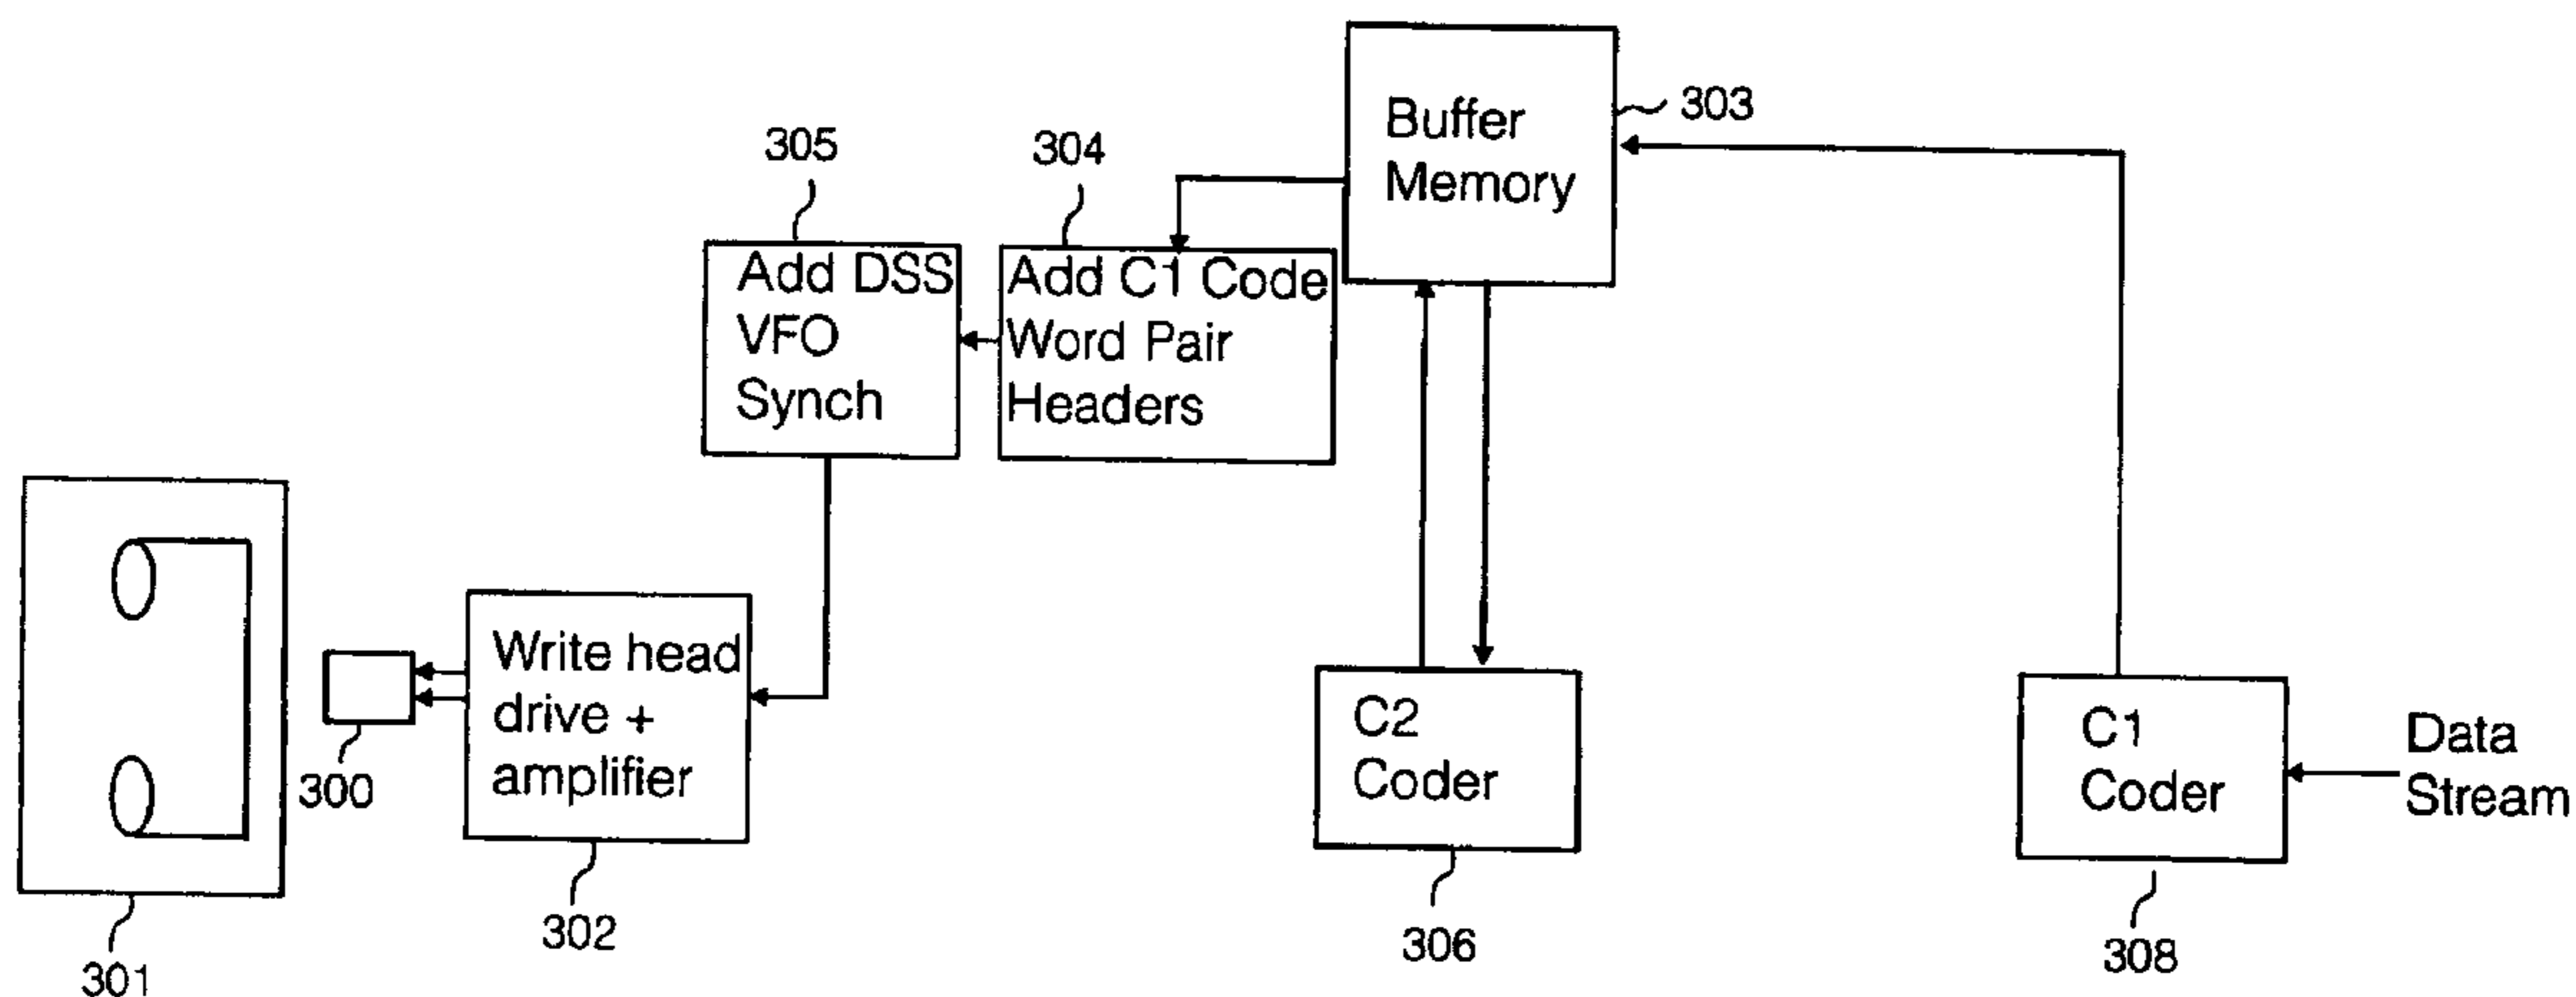 303
Buffer
Memory
305
304
Add DSS
VFO
Synch
Add C1 Code
Word Pair
Headers
Write head
drive +
amplifier
300
C2
Coder
C1
Coder
Data
Stream
302
306
308
301